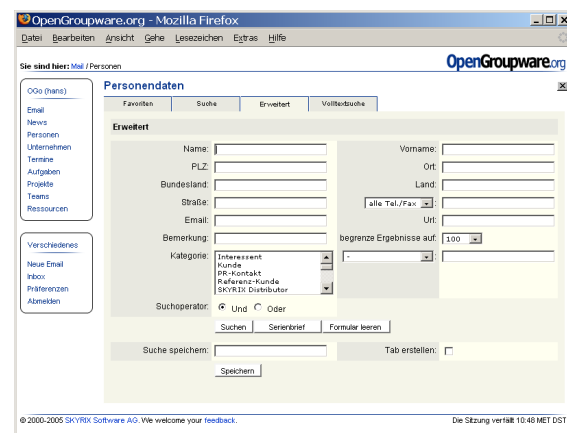 OpenGroupware.org - Mozilla Firefox
Datei Bearbeiten Ansicht Gehe Lesezeichen Extras Hilfe
Sie sind hier: Mail / Personen
OpenGroupware.org
OGo (hans)
Email
News
Personen
Unternehmen
Termine
Aufgaben
Projekte
Teams
Ressourcen
Verschiedenes
Neue Email
Inbox
Präferenzen
Abmelden
Personendaten
Favoriten Suche Erweitert Volltextsuche
Erweitert
Name: Vorname:
PLZ: Ort:
Bundesland: Land:
Straße: alle Tel./Fax :
Email: Url:
Bemerkung: begrenze Ergebnisse auf: 100
Kategorie: Interessent - :
Kunde
PR-Kontakt
Referenz-Kunde
SKYRIX Distributor
Suchoperator: Und Oder
Suchen Serienbrief Formular leeren
Suche speichern: Tab erstellen:
Speichern
© 2000-2005 SKYRIX Software AG. We welcome your feedback. Die Sitzung verfällt 10:48 MET DST